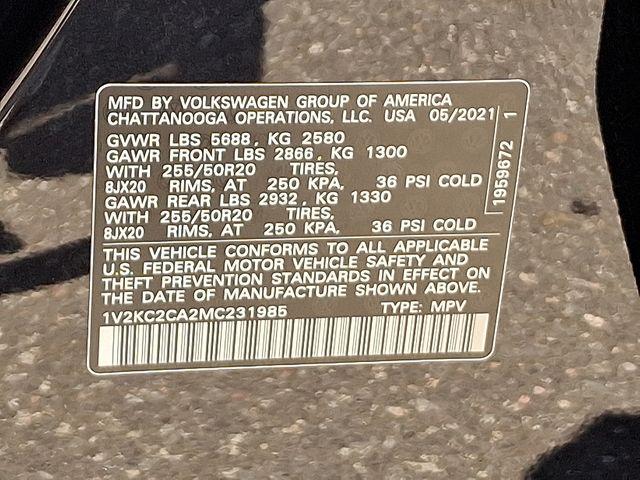 MFD BY VOLKSWAGEN GROUP OF AMERICA
CHATTANOOGA OPERATIONS, LLC. USA 05/2021
GVWR LBS 5688, KG 2580
GAWR FRONT LBS 2866, KG 1300
WITH 255/50R20 TIRES,
8JX20 RIMS, AT 250 KPA, 36 PSI COLD
GAWR REAR LBS 2932, KG 1330
WITH 255/50R20 TIRES,
8JX20 RIMS, AT 250 KPA, 36 PSI COLD
THIS VEHICLE CONFORMS TO ALL APPLICABLE
U.S. FEDERAL MOTOR VEHICLE SAFETY AND
THEFT PREVENTION STANDARDS IN EFFECT ON
THE DATE OF MANUFACTURE SHOWN ABOVE.
1V2KC2CA2MC231985 TYPE: MPV
1959672 1